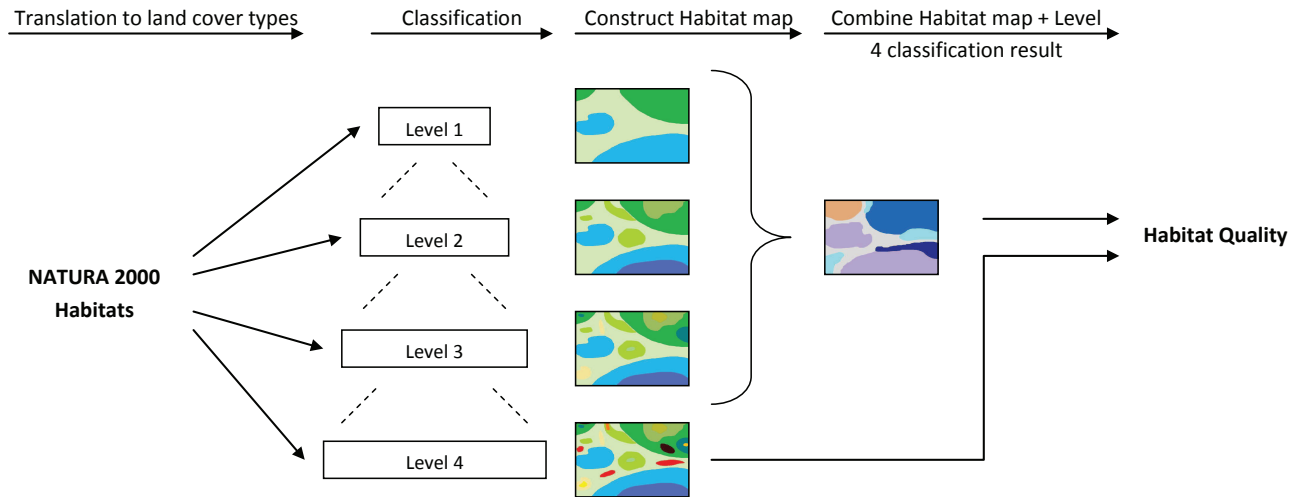 Translation to land cover types
Classification
Construct Habitat map
Combine Habitat map + Level
4 classification result
Level 1
Level 2
Level 3
Level 4
NATURA 2000
Habitats
Habitat Quality